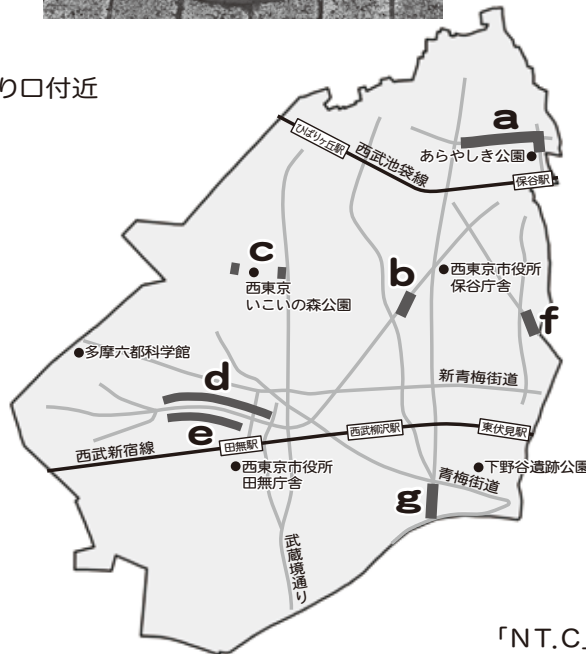 り口付近
a
ひばりヶ丘駅
西武池袋線
あらやしき公園
保谷駅
c
西東京
いこいの森公園
b
西東京市役所
保谷庁舎
f
多摩六都科学館
新青梅街道
d
e
西武新宿線
田無駅
西武柳沢駅
東伏見駅
西東京市役所
田無庁舎
下野谷遺跡公園
青梅街道
g
武蔵境通り
「NT.C